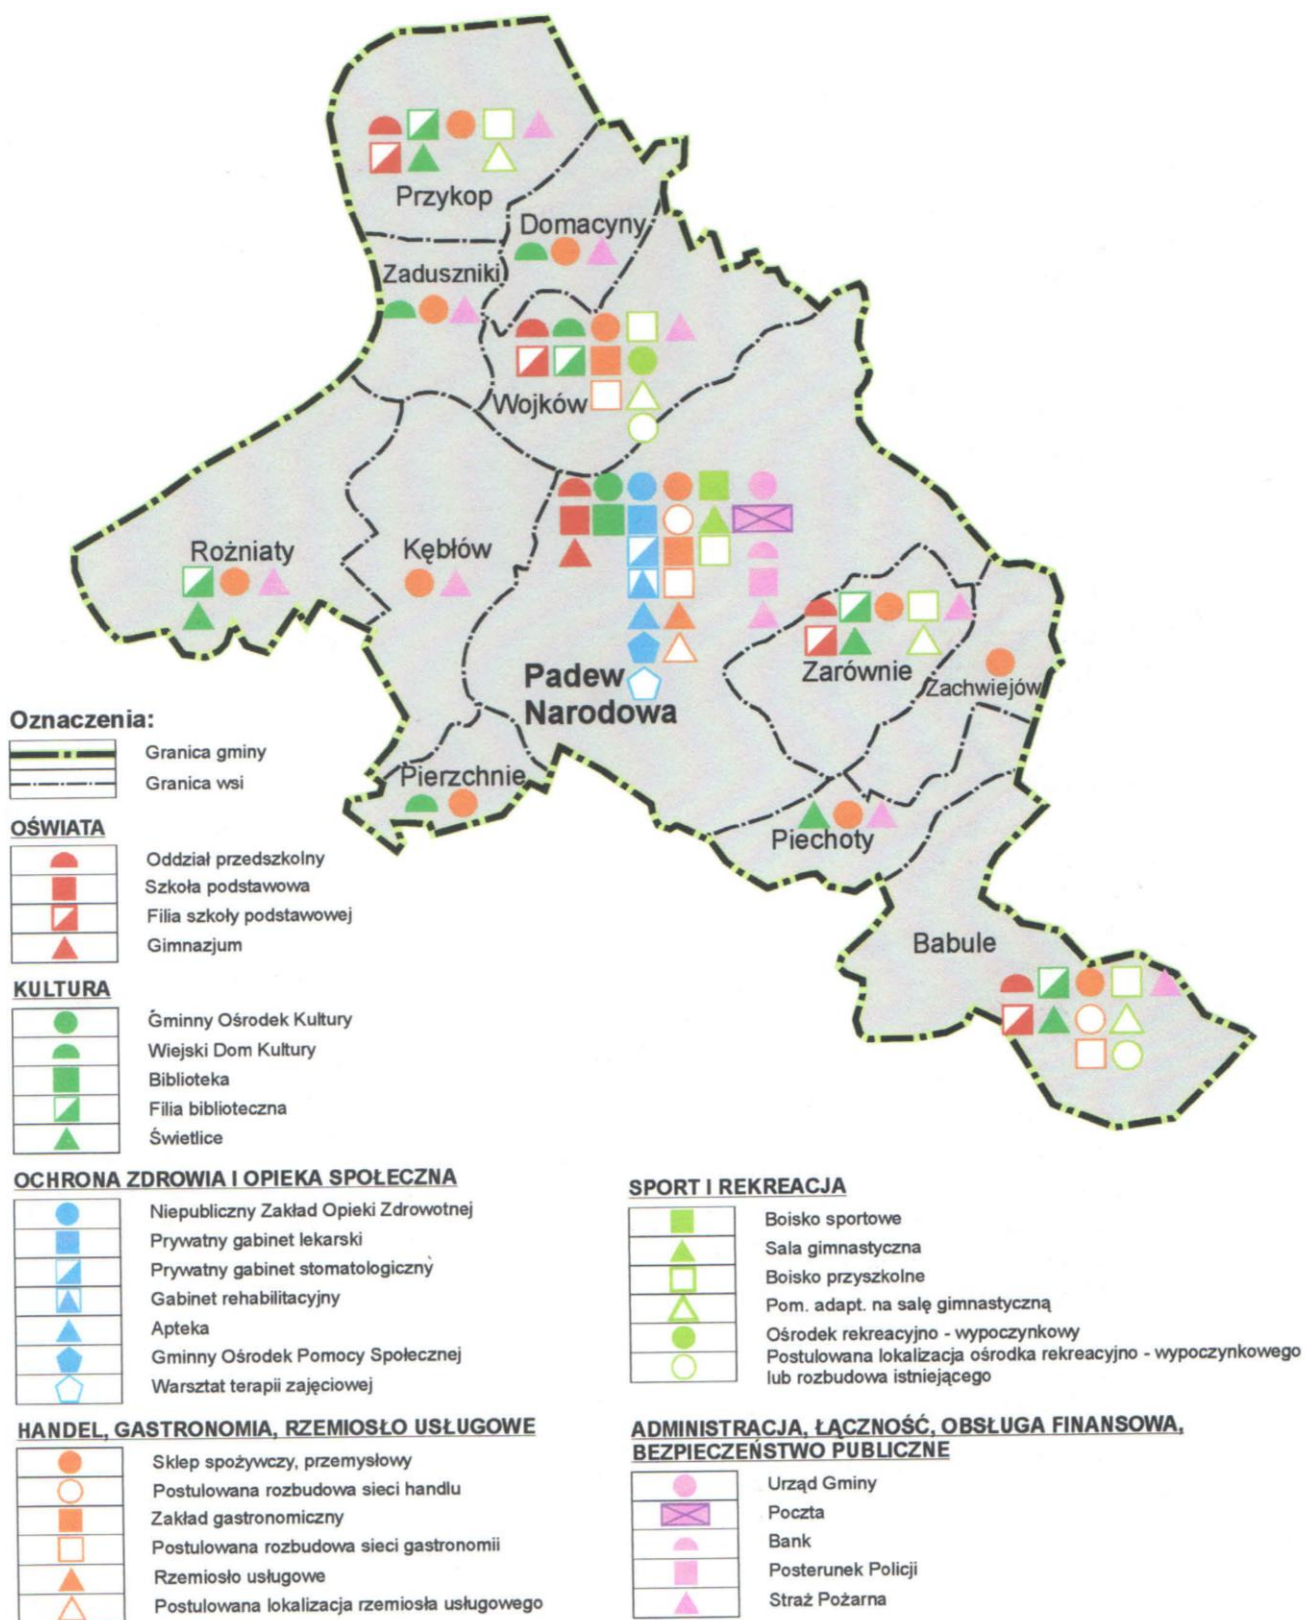 Przykop
Domacyny
Zaduszniki
Wojków
Rożniaty
Kębłów
Zarównie
Zachwiejów
Padew
Narodowa
Pierzchnie
Piechoty
Babule
Oznaczenia:
Granica gminy
Granica wsi
OŚWIATA
Oddział przedszkolny
Szkoła podstawowa
Filia szkoły podstawowej
Gimnazjum
KULTURA
Gminny Ośrodek Kultury
Wiejski Dom Kultury
Biblioteka
Filia biblioteczna
Świetlice
OCHRONA ZDROWIA I OPIEKA SPOŁECZNA
Niepubliczny Zakład Opieki Zdrowotnej
Prywatny gabinet lekarski
Prywatny gabinet stomatologiczny
Gabinet rehabilitacyjny
Apteka
Gminny Ośrodek Pomocy Społecznej
Warsztat terapii zajęciowej
HANDEL, GASTRONOMIA, RZEMIOSŁO USŁUGOWE
Sklep spożywczy, przemysłowy
Postulowana rozbudowa sieci handlu
Zakład gastronomiczny
Postulowana rozbudowa sieci gastronomii
Rzemiosło usługowe
Postulowana lokalizacja rzemiosła usługowego
SPORT I REKREACJA
Boisko sportowe
Sala gimnastyczna
Boisko przyszkolne
Pom. adapt. na salę gimnastyczną
Ośrodek rekreacyjno - wypoczynkowy
Postulowana lokalizacja ośrodka rekreacyjno - wypoczynkowego
lub rozbudowa istniejącego
ADMINISTRACJA, ŁĄCZNOŚĆ, OBSŁUGA FINANSOWA,
BEZPIECZEŃSTWO PUBLICZNE
Urząd Gminy
Poczta
Bank
Posterunek Policji
Straż Pożarna